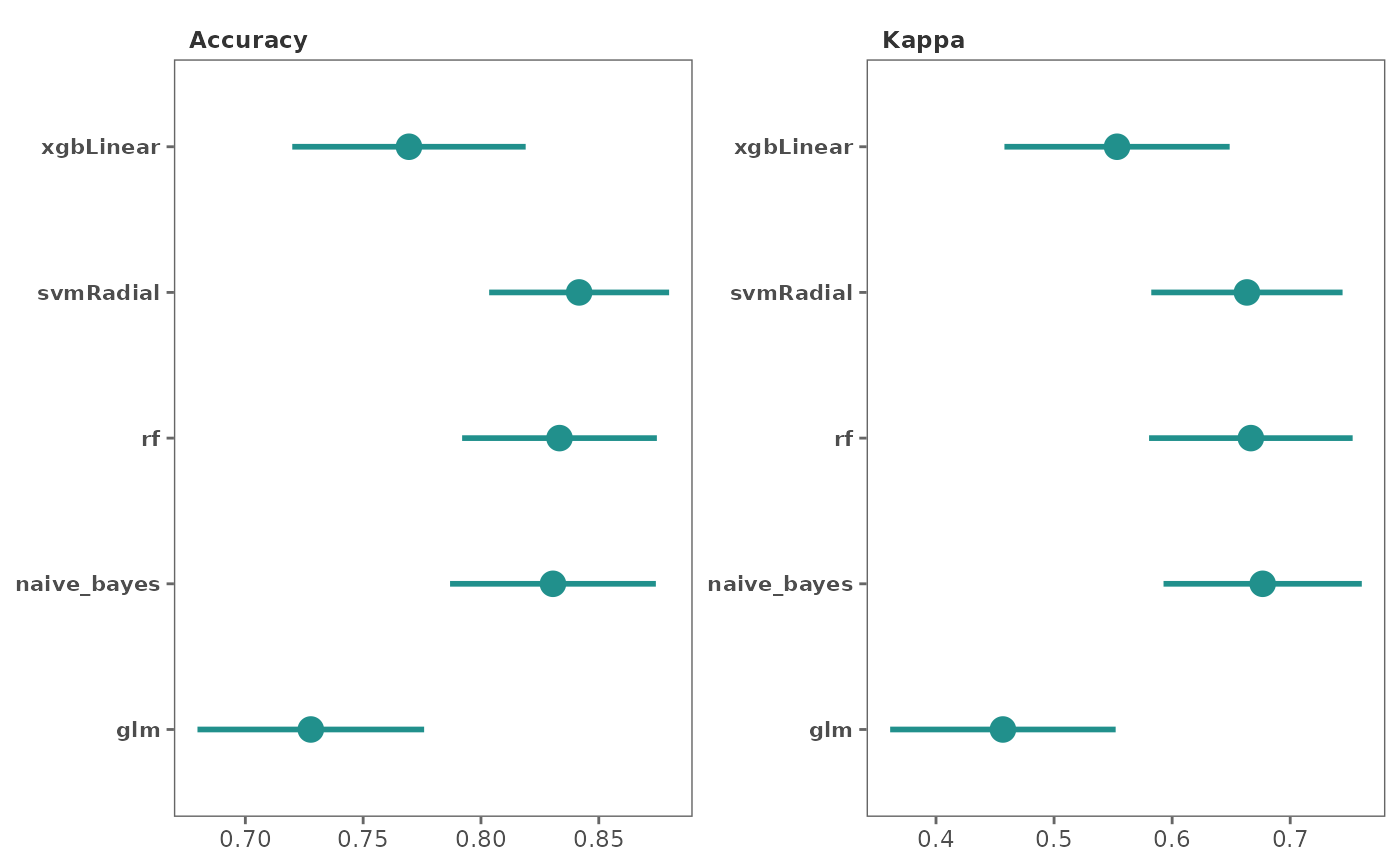 Accuracy
xgbLinear
svmRadial
rf
naive_bayes
glm
0.70 0.75 0.80 0.85
Kappa
xgbLinear
svmRadial
rf
naive_bayes
glm
0.4 0.5 0.6 0.7